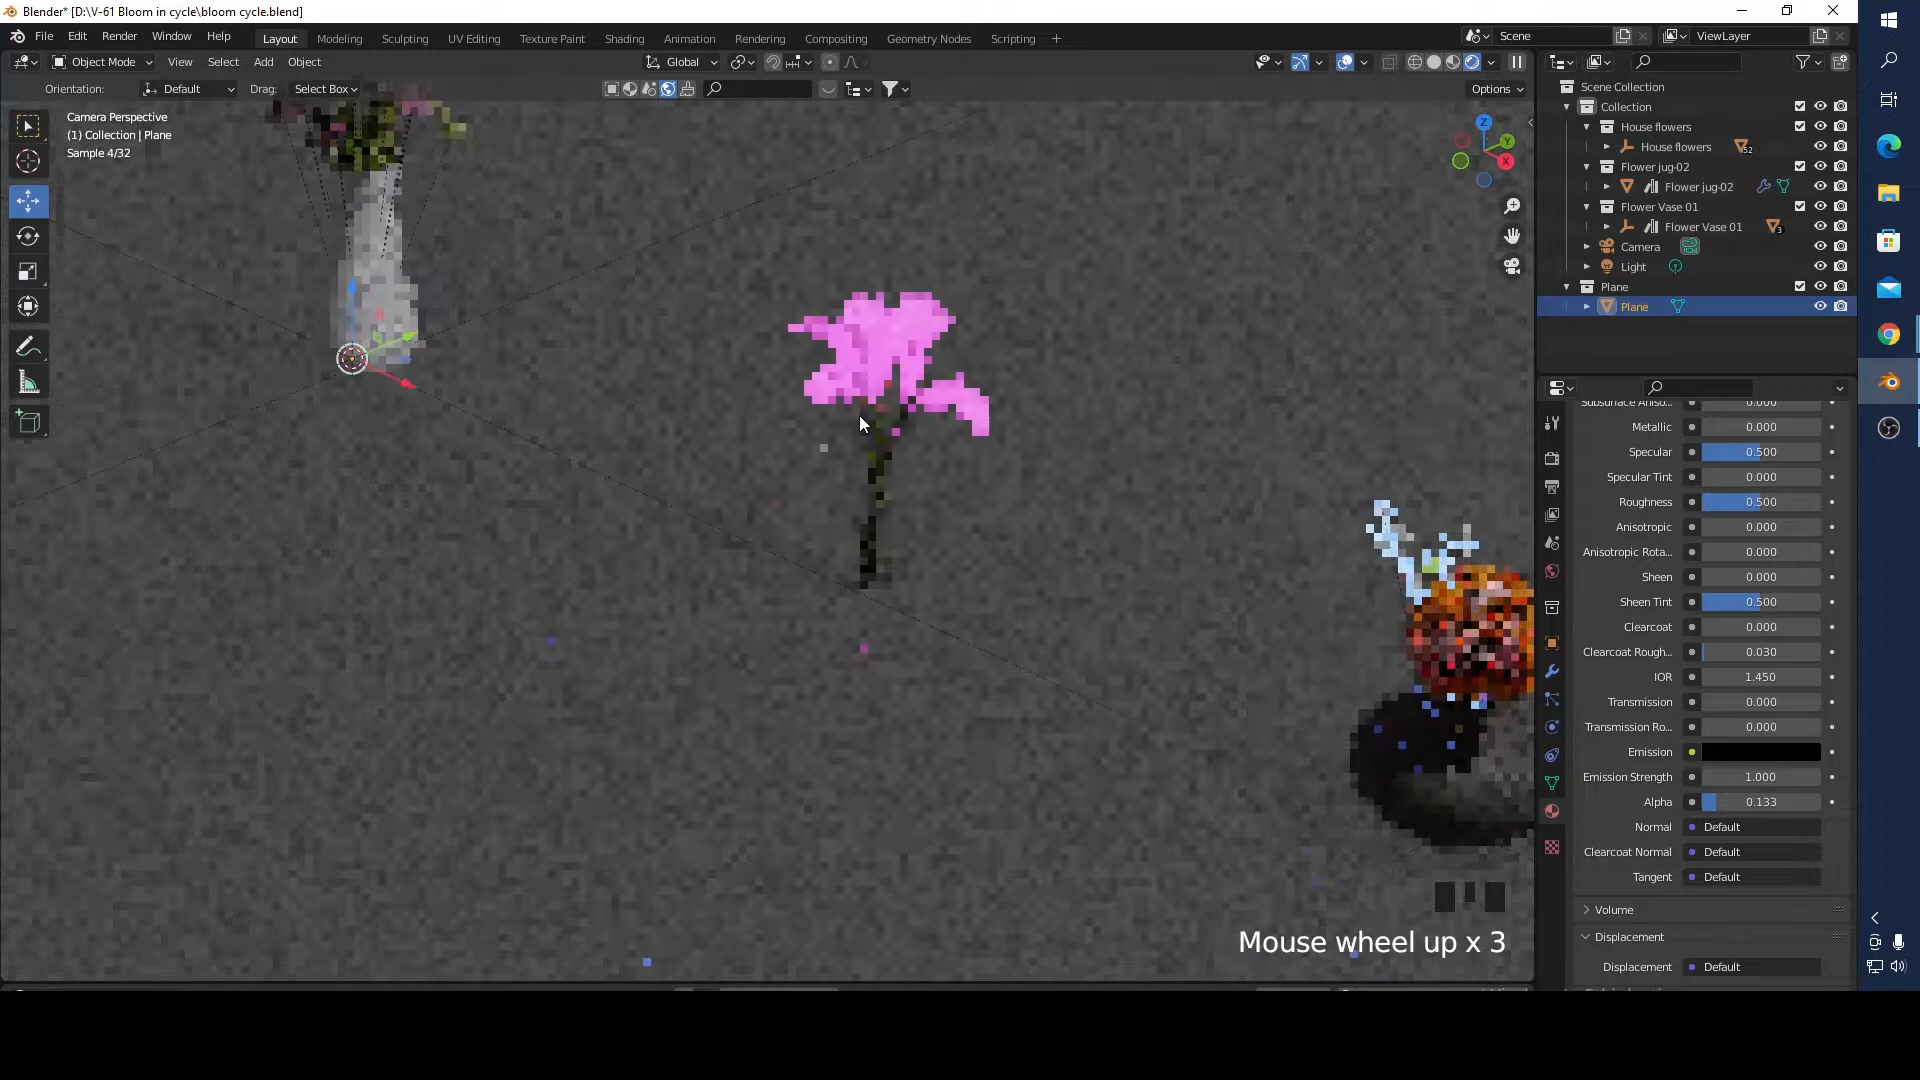 Blender* [D:\V-61 Bloom in cycle\bloom cycle.blend]
File Edit Render Window Help Layout Modeling Sculpting UV Editing Texture Paint Shading Animation Rendering Compositing Geometry Nodes Scripting + Scene ViewLayer
Object Mode View Select Add Object Global
Orientation: Default Drag: Select Box Options
Camera Perspective
(1) Collection | Plane
Sample 4/32
Z
Y
X
Scene Collection
Collection
House flowers
House flowers 52
Flower jug-02
Flower jug-02
Flower Vase 01
Flower Vase 01 3
Camera
Light
Plane
Plane
Subsurface Aniso... 0.000
Metallic 0.000
Specular 0.500
Specular Tint 0.000
Roughness 0.500
Anisotropic 0.000
Anisotropic Rota... 0.000
Sheen 0.000
Sheen Tint 0.500
Clearcoat 0.000
Clearcoat Rough... 0.030
IOR 1.450
Transmission 0.000
Transmission Ro... 0.000
Emission
Emission Strength 1.000
Alpha 0.133
Normal Default
Clearcoat Normal Default
Tangent Default
Volume
Displacement
Displacement Default
Mouse wheel up x 3